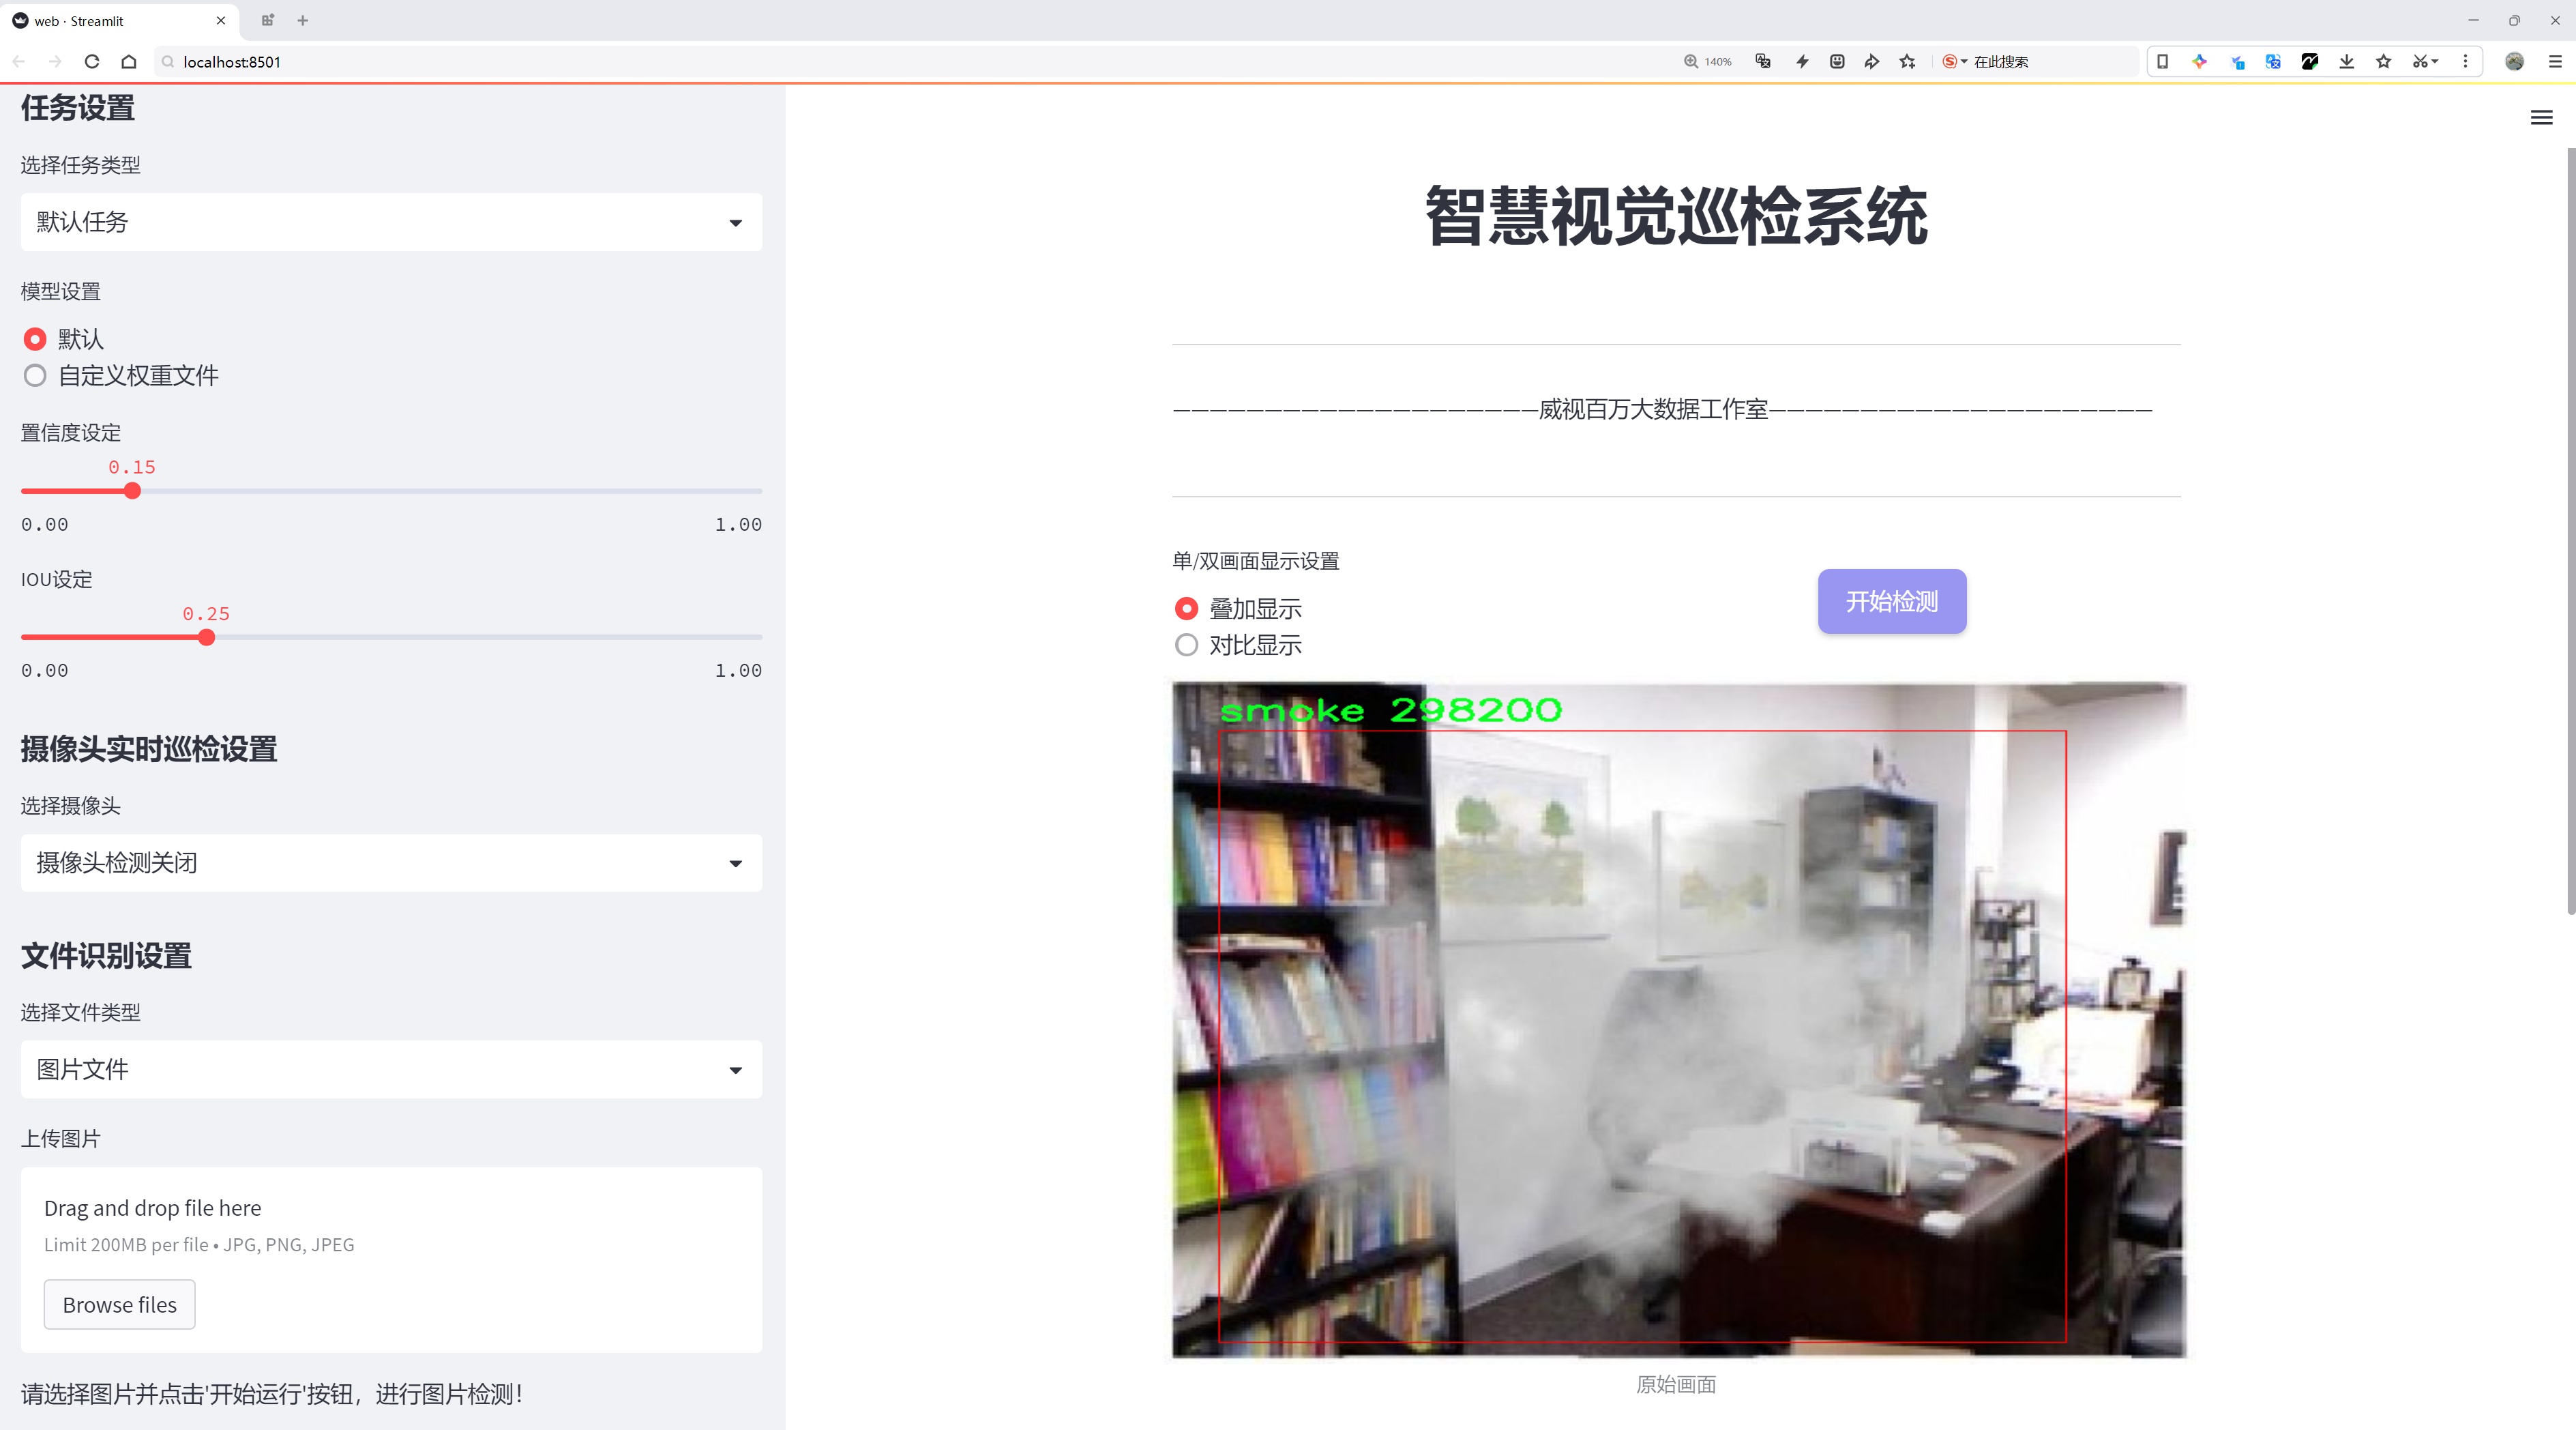 web · Streamlit
localhost:8501
140%
在此搜索
任务设置
选择任务类型
默认任务
模型设置
默认
自定义权重文件
置信度设定
0.15
0.00
1.00
IOU设定
0.25
0.00
1.00
摄像头实时巡检设置
选择摄像头
摄像头检测关闭
文件识别设置
选择文件类型
图片文件
上传图片
Drag and drop file here
Limit 200MB per file • JPG, PNG, JPEG
Browse files
请选择图片并点击'开始运行'按钮，进行图片检测！
智慧视觉巡检系统
————————————————————威视百万大数据工作室—————————————————————
单/双画面显示设置
叠加显示
对比显示
开始检测
smoke 298200
原始画面